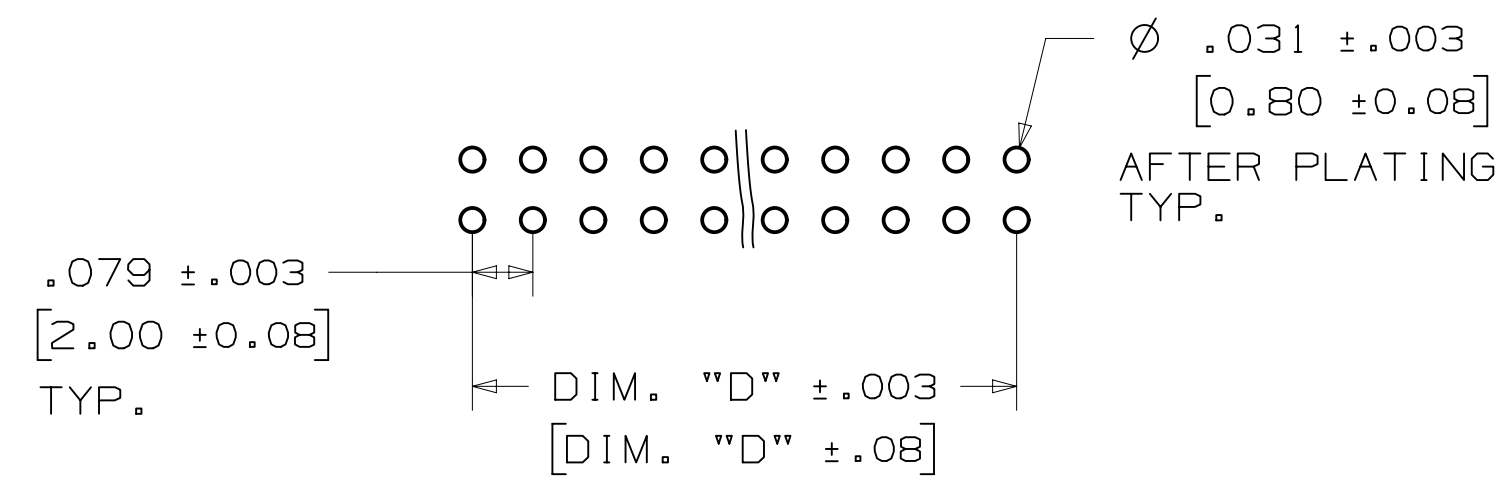 Ø .031 ±.003
[0.80 ±0.08]
AFTER PLATING
TYP.
.079 ±.003
[2.00 ±0.08]
TYP.
DIM. "D" ±.003
[DIM. "D" ±.08]